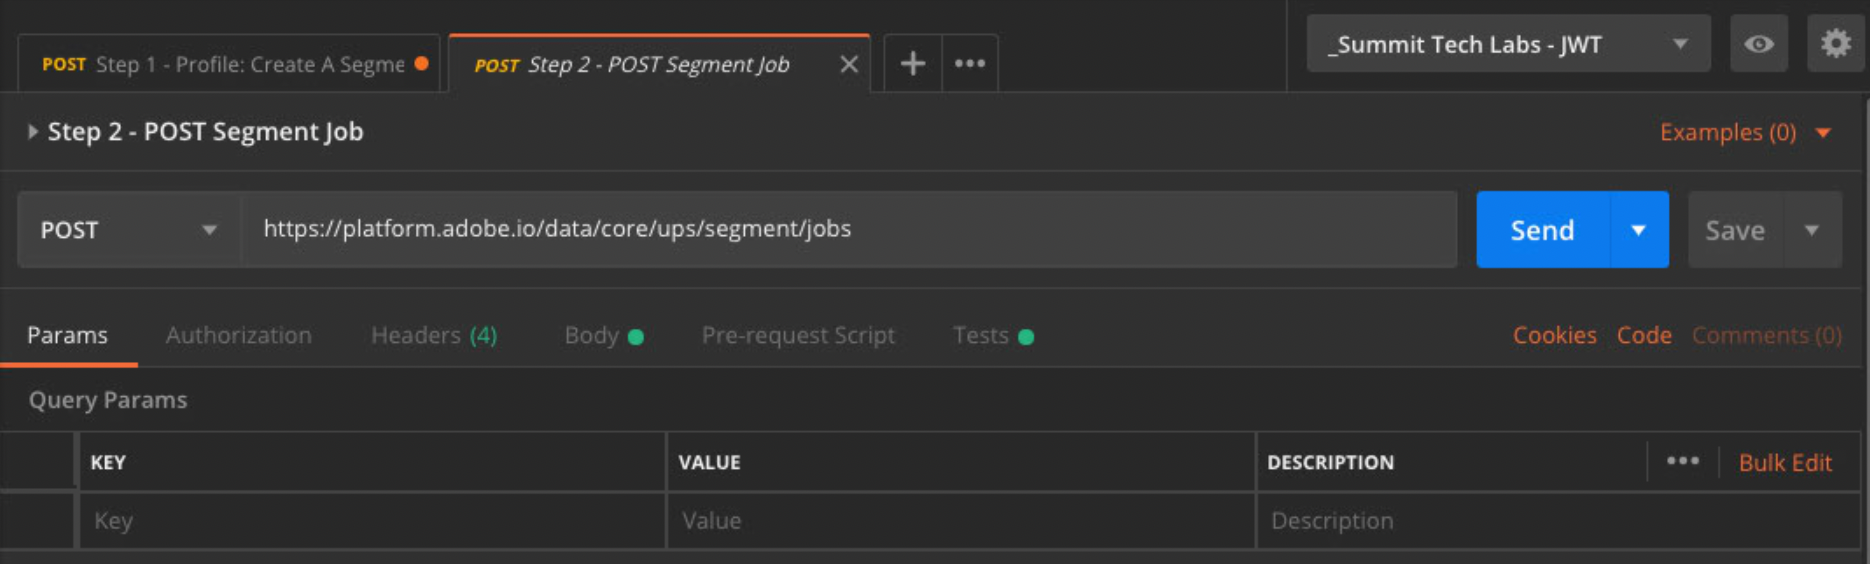 POST Step 1 - Profile: Create A Segme
POST Step 2 - POST Segment Job
_Summit Tech Labs - JWT
Step 2 - POST Segment Job
Examples (0)
POST
https://platform.adobe.io/data/core/ups/segment/jobs
Send
Save
Params Authorization Headers (4) Body Pre-request Script Tests
Cookies Code Comments (0)
Query Params
KEY VALUE DESCRIPTION Bulk Edit
Key Value Description